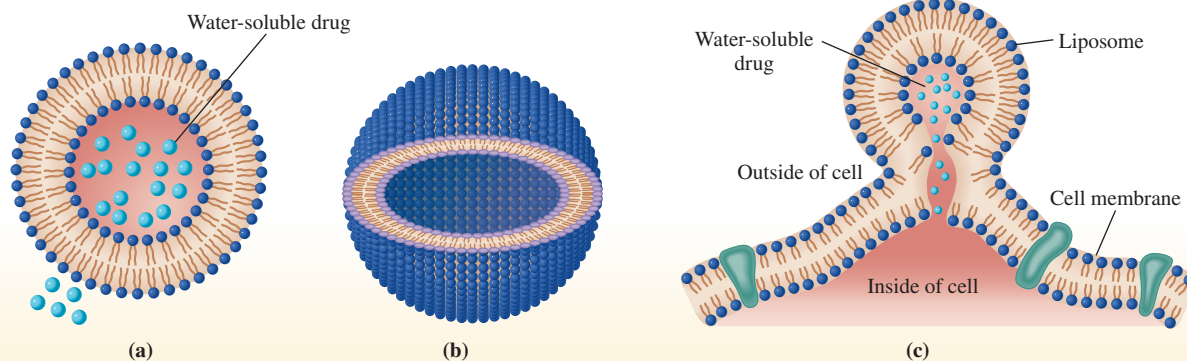 Water-soluble drug
(a)
(b)
Water-soluble
drug
Liposome
Outside of cell
Cell membrane
Inside of cell
(c)